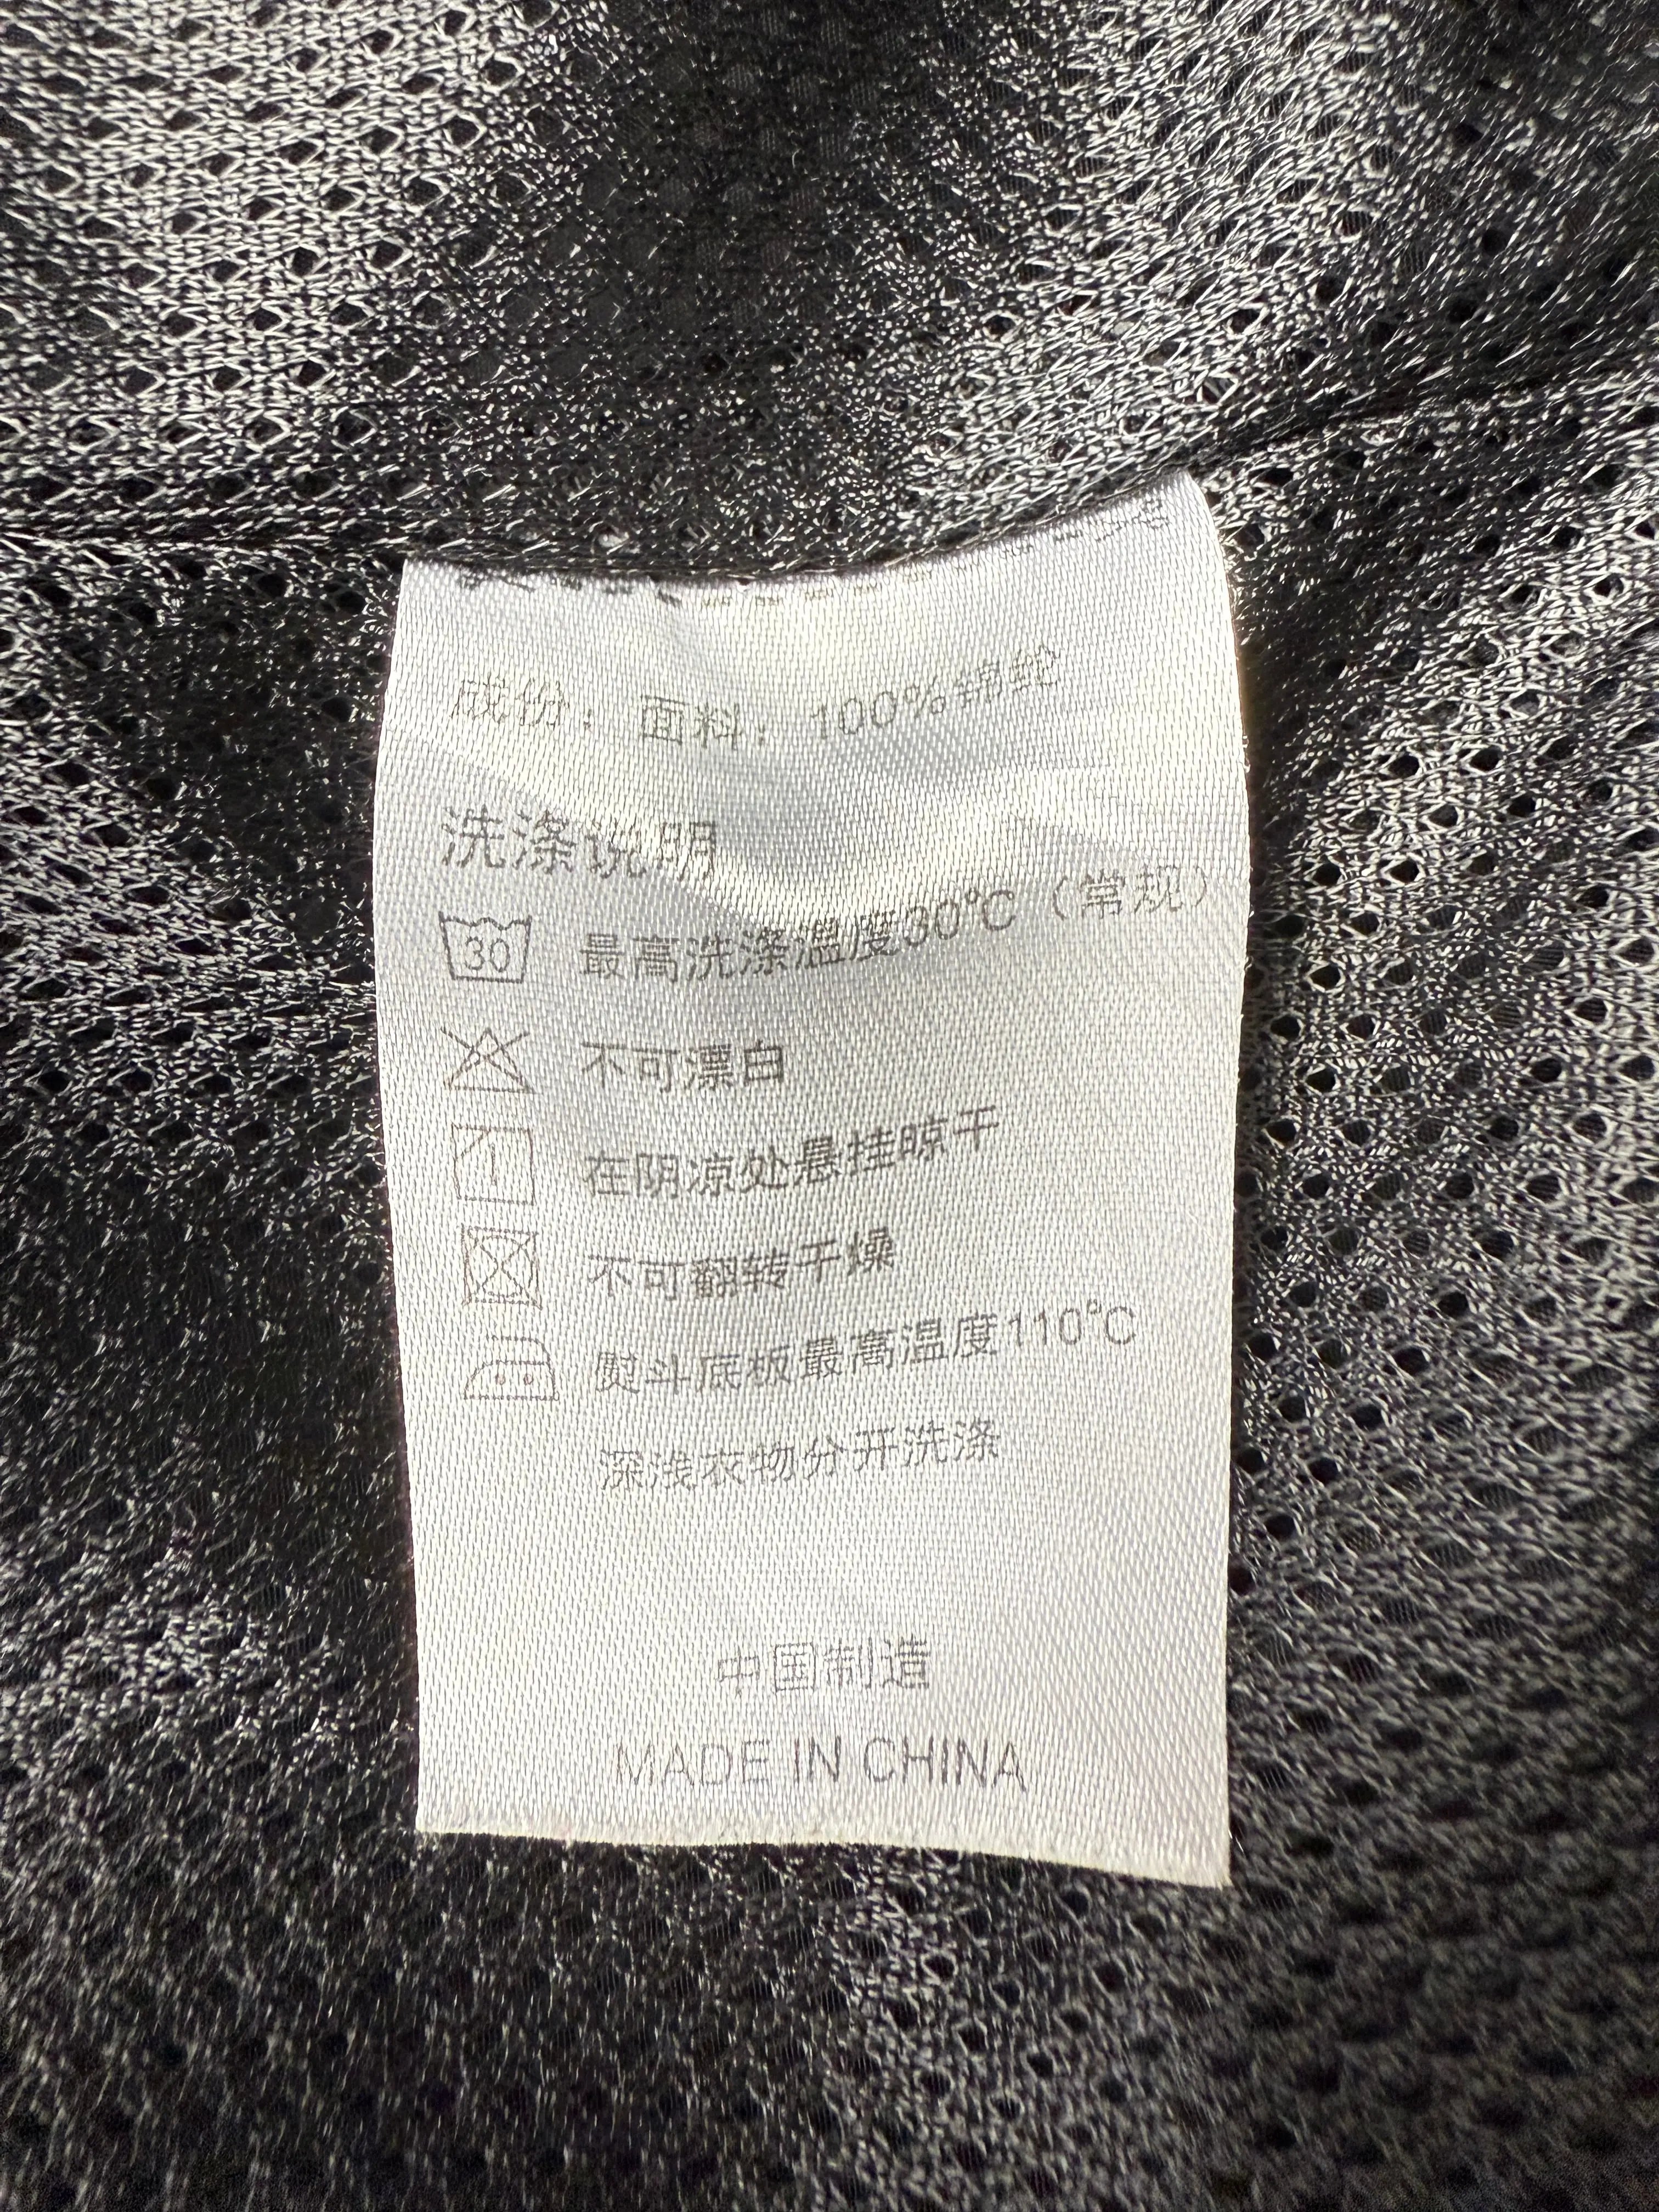 成份：面料：100%锦纶
洗涤说明
30 最高洗涤温度30℃（常规）
不可漂白
在阴凉处悬挂晾干
不可翻转干燥
熨斗底板最高温度110℃
深浅衣物分开洗涤
中国制造
MADE IN CHINA